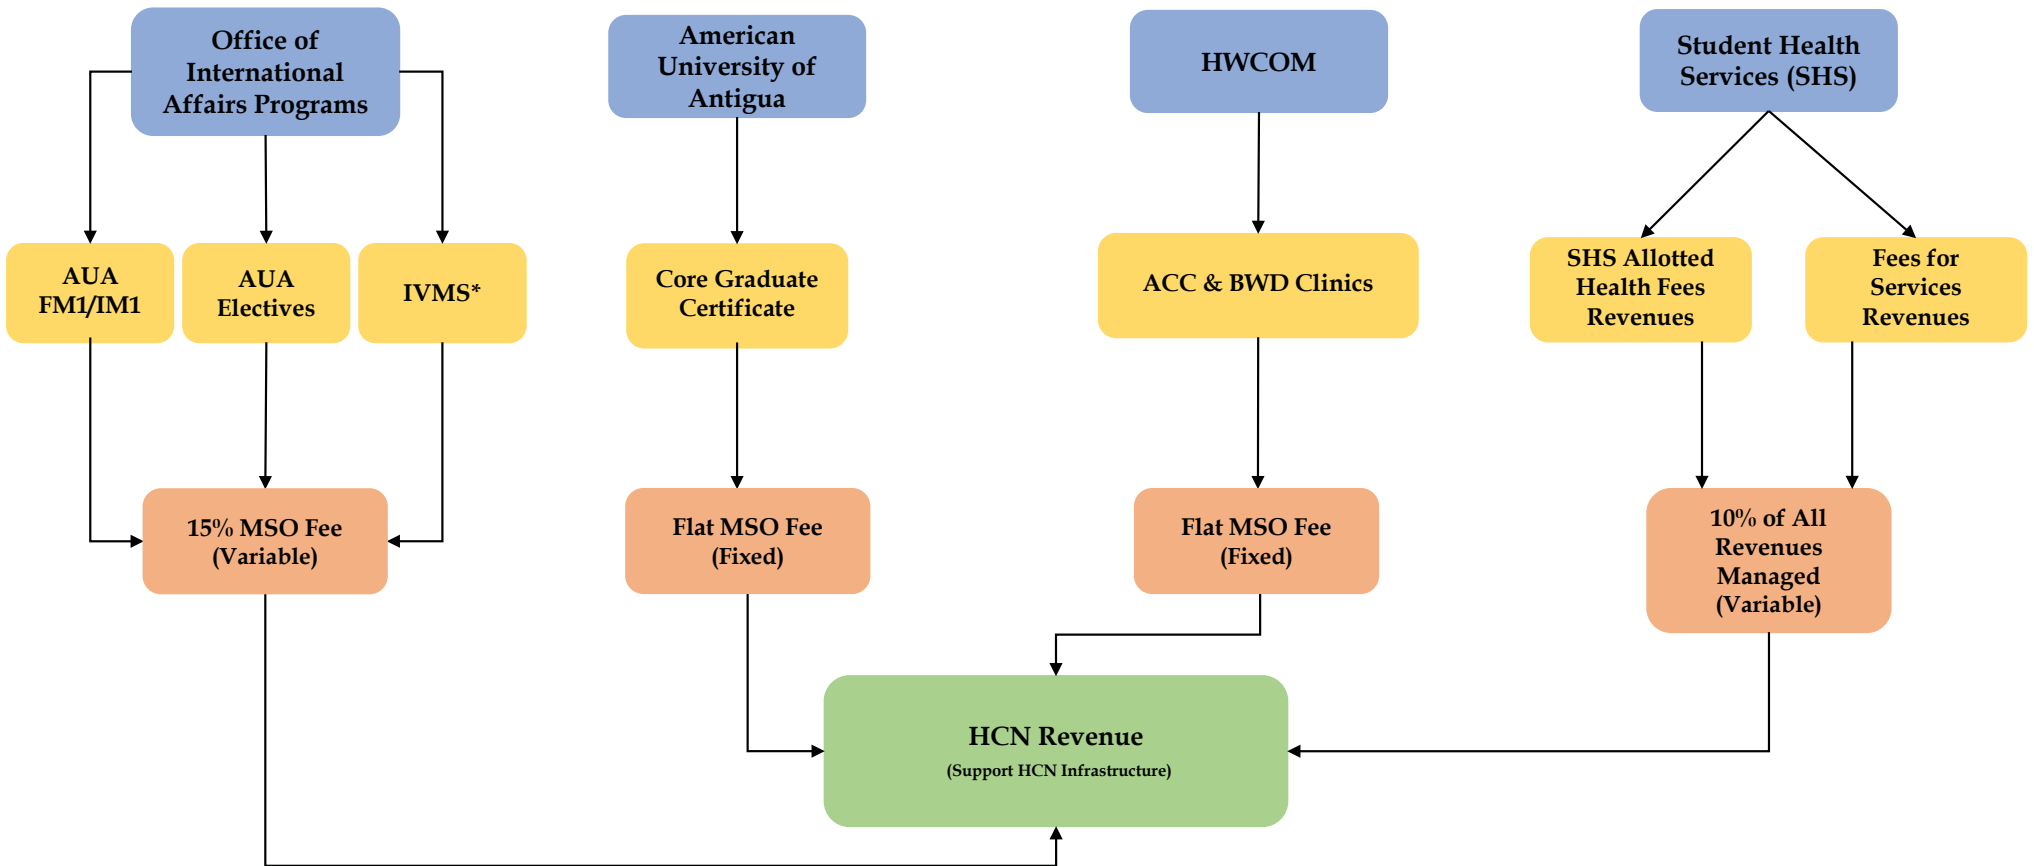 Office of
International
Affairs Programs
American
University of
Antigua
HWCOM
Student Health
Services (SHS)
AUA
FM1/IM1
AUA
Electives
IVMS*
Core Graduate
Certificate
ACC & BWD Clinics
SHS Allotted
Health Fees
Revenues
Fees for
Services
Revenues
15% MSO Fee
(Variable)
Flat MSO Fee
(Fixed)
Flat MSO Fee
(Fixed)
10% of All
Revenues
Managed
(Variable)
HCN Revenue
(Support HCN Infrastructure)